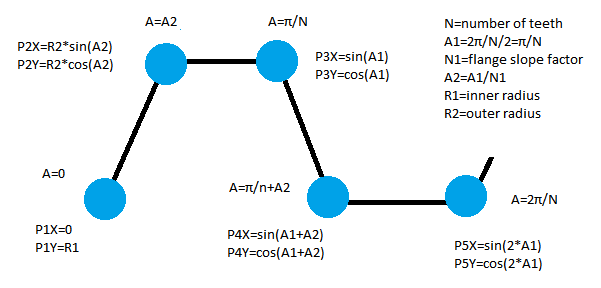 A=A2
A=π/N
N=number of teeth
A1=2π/N/2=π/N
N1=flange slope factor
A2=A1/N1
R1=inner radius
R2=outer radius
P2X=R2*sin(A2)
P2Y=R2*cos(A2)
P3X=sin(A1)
P3Y=cos(A1)
A=0
A=π/n+A2
A=2π/N
P1X=0
P1Y=R1
P4X=sin(A1+A2)
P4Y=cos(A1+A2)
P5X=sin(2*A1)
P5Y=cos(2*A1)